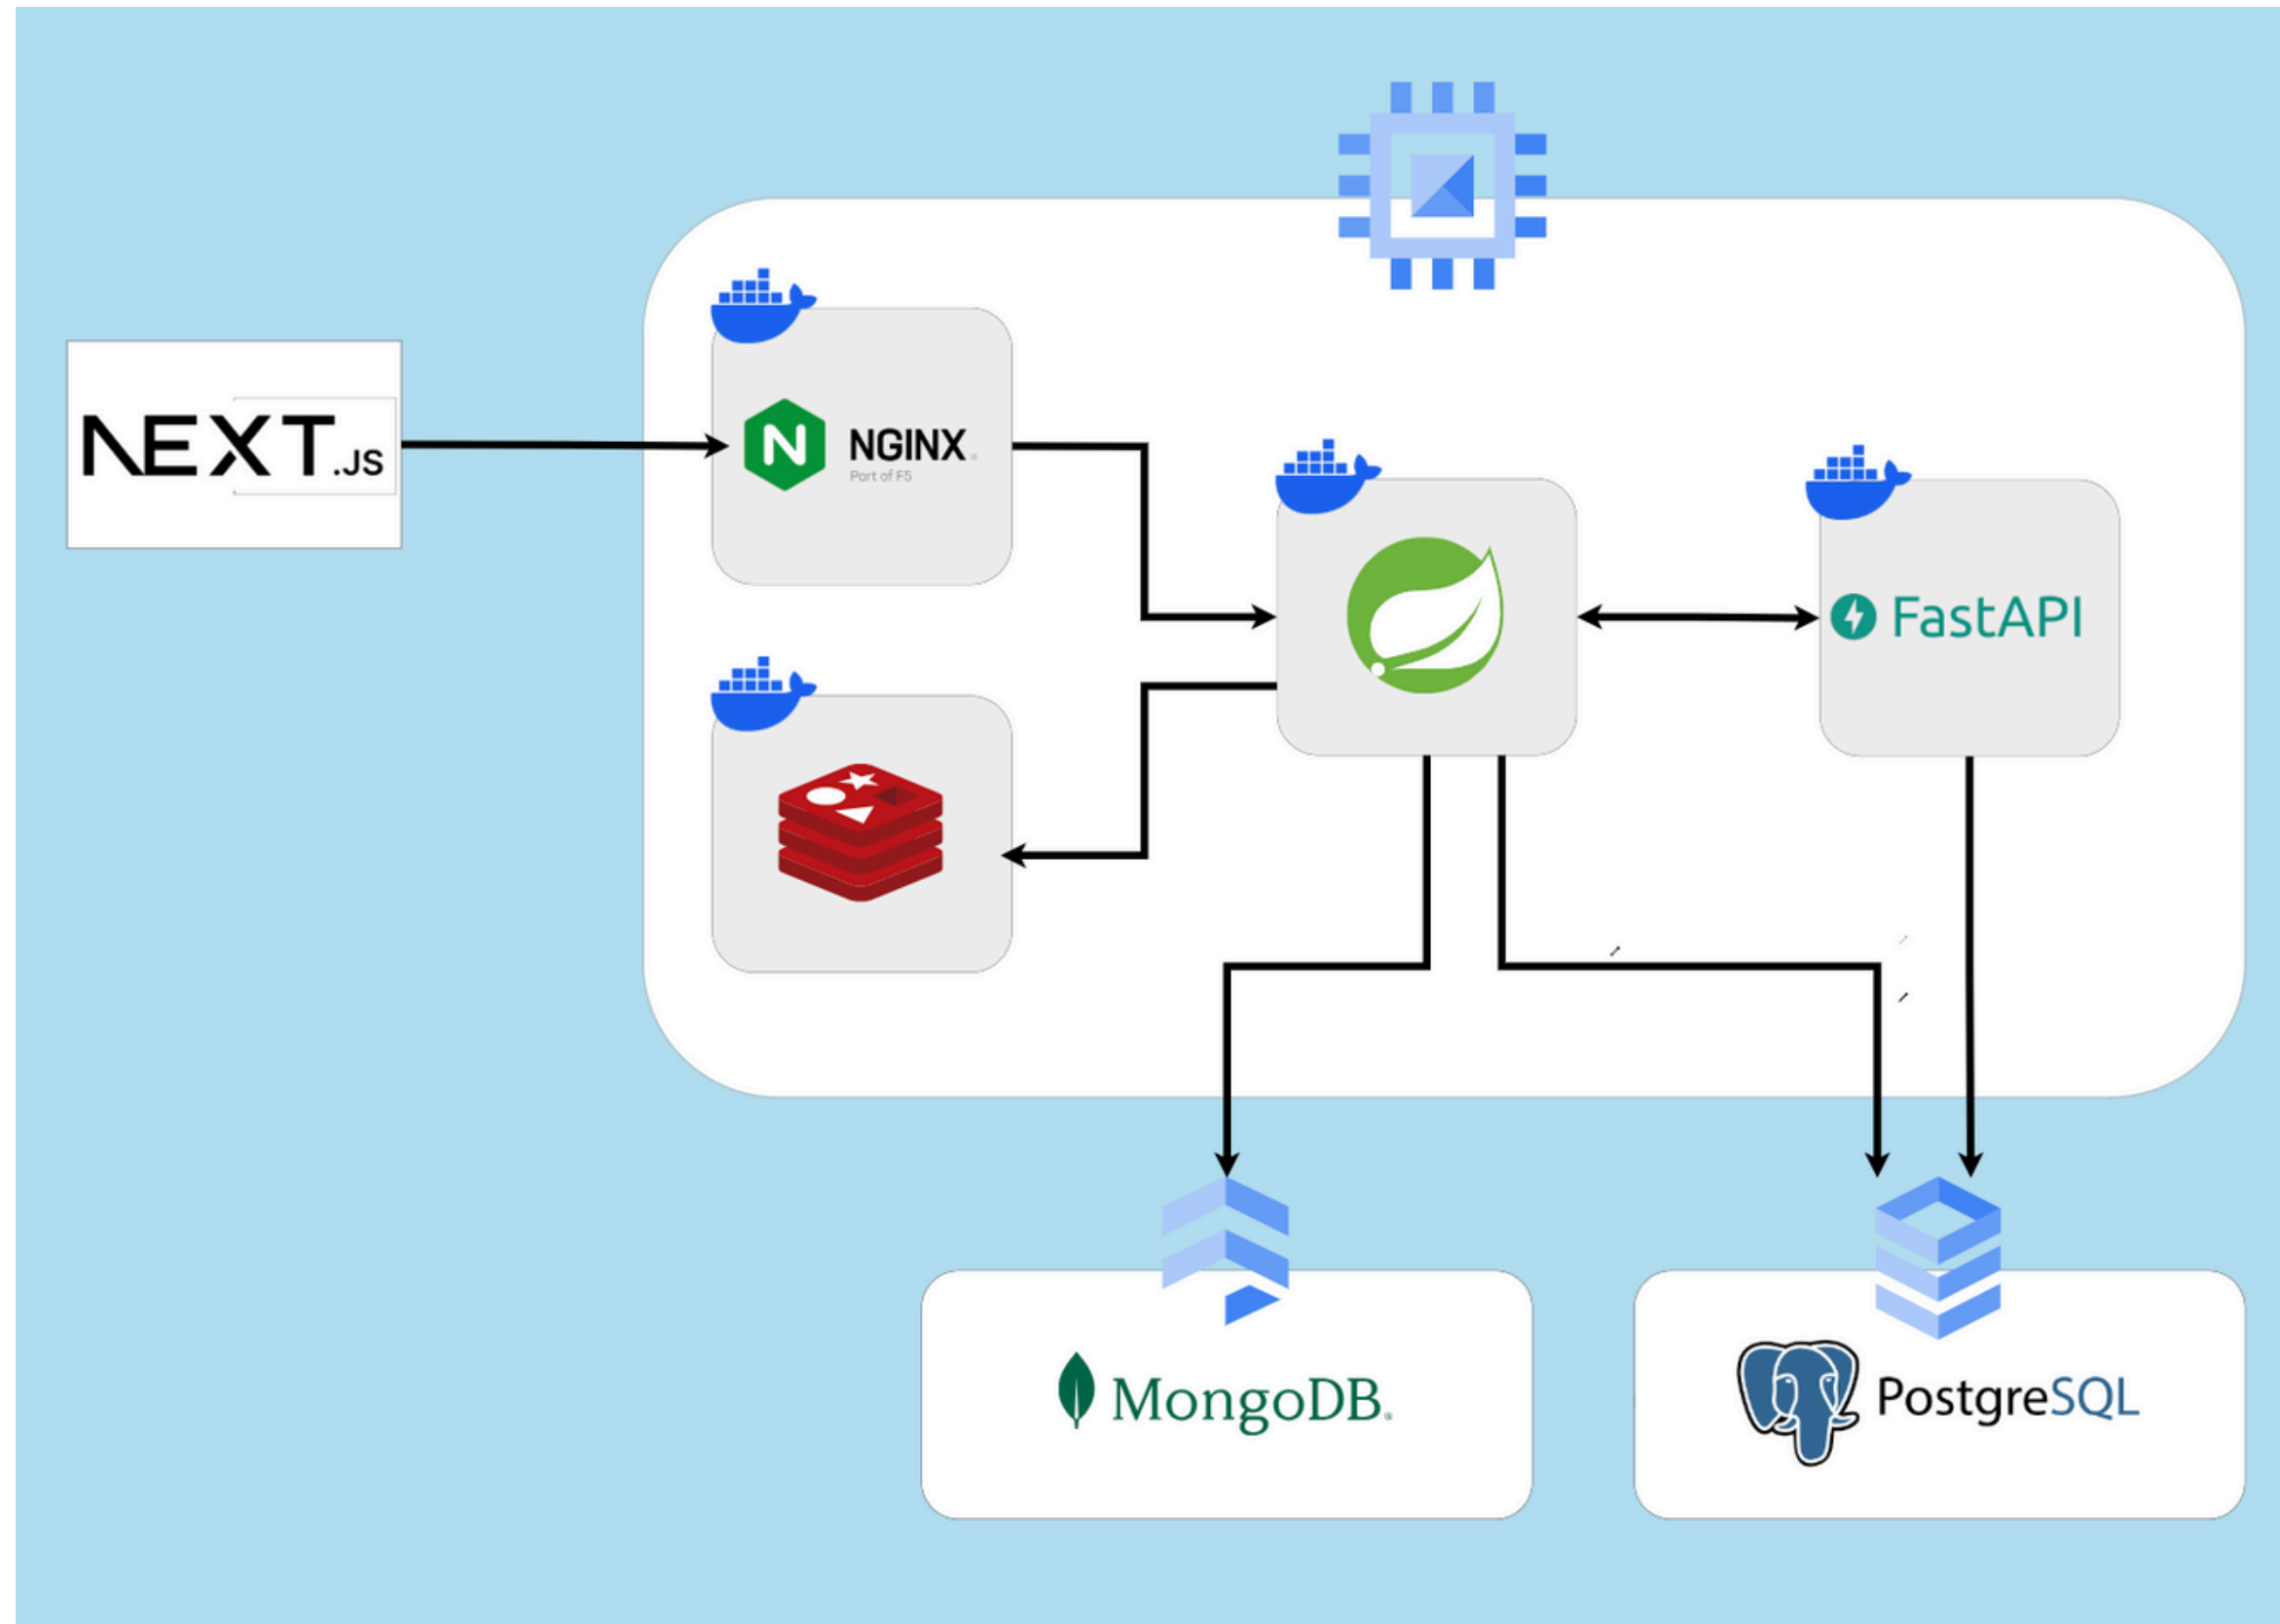 NEXT.JS
NGINX
Part of F5
FastAPI
MongoDB
PostgreSQL